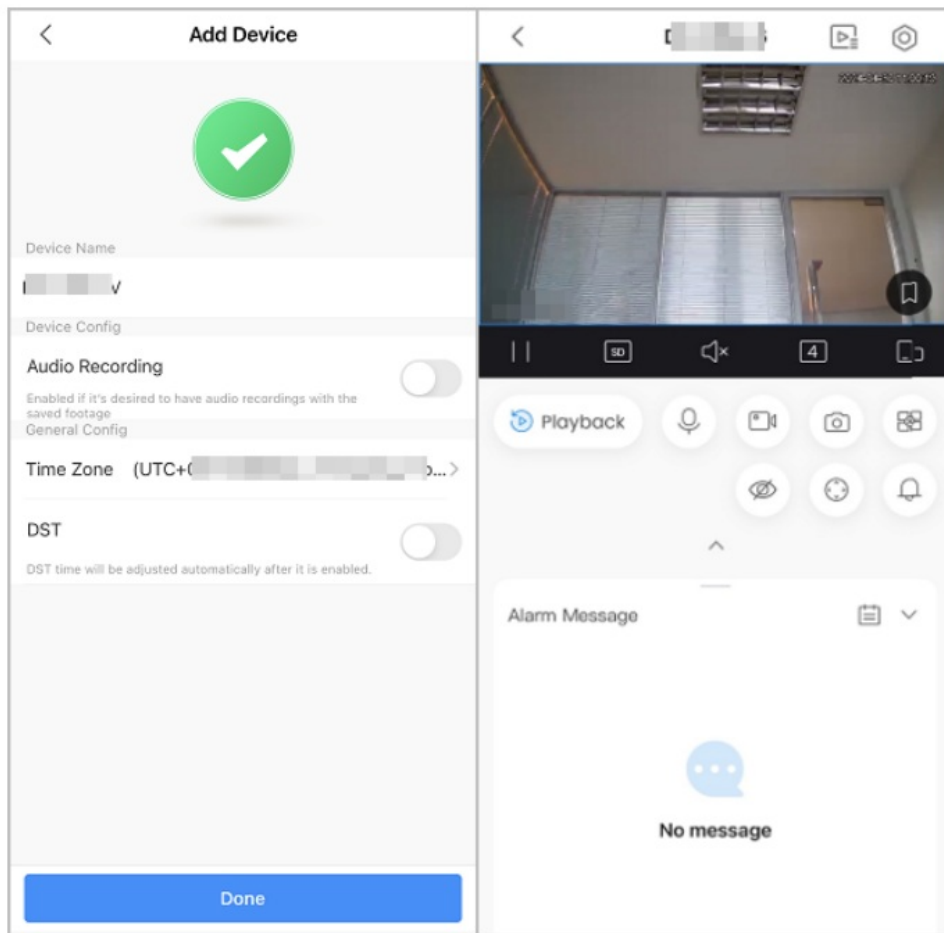 Add Device
Device Name
Device Config
Audio Recording
Enabled if it's desired to have audio recordings with the
saved footage
General Config
Time Zone (UTC+
DST
DST time will be adjusted automatically after it is enabled.
Done
SD
4
Playback
Alarm Message
No message